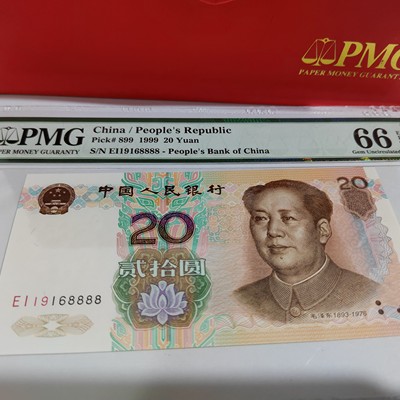 PMG
PAPER MONEY GUARANTY
PMG
PAPER MONEY GUARANTY
China / People's Republic
Pick# 899 1999 20 Yuan
S/N EI19168888 - People's Bank of China
66
Gem Uncirculated
中国人民银行
20
20
贰拾圆
EI19168888
毛泽东 1893-1976